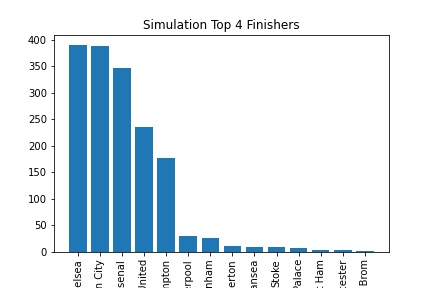 Simulation Top 4 Finishers
400
350
300
250
200
150
100
50
0
elsea
n City
senal
United
mpton
rpool
nham
erton
ansea
Stoke
Palace
Ham
ester
Brom